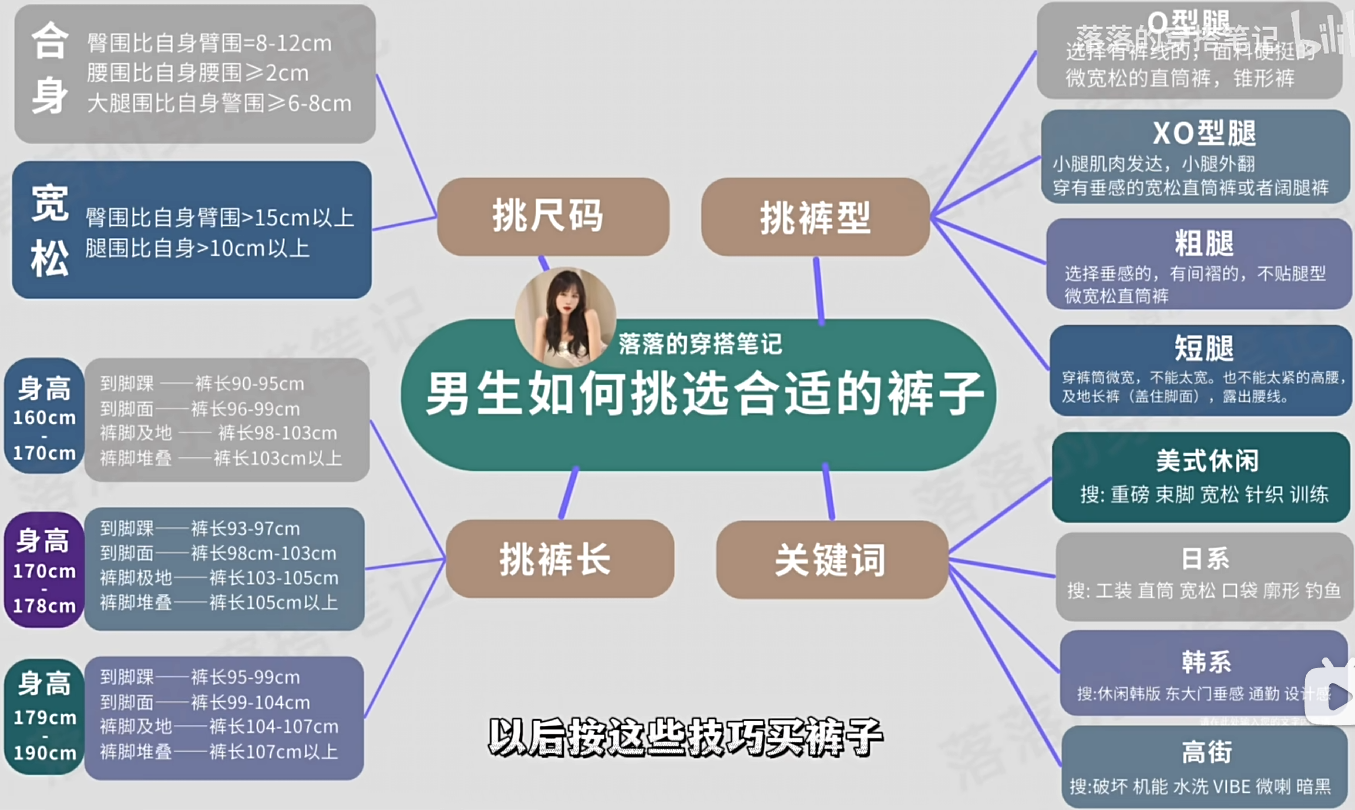 合身
臀围比自身臂围=8-12cm
腰围比自身腰围≥2cm
大腿围比自身警围≥6-8cm
宽松
臀围比自身臂围>15cm以上
腿围比自身>10cm以上
挑尺码
身高
160cm
-
170cm
到脚踝 ——裤长90-95cm
到脚面——裤长96-99cm
裤脚及地 —— 裤长98-103cm
裤脚堆叠 ——裤长103cm以上
身高
170cm
-
178cm
到脚踝——裤长93-97cm
到脚面——裤长98cm-103cm
裤脚极地——裤长103-105cm
裤脚堆叠——裤长105cm以上
身高
179cm
-
190cm
到脚踝——裤长95-99cm
到脚面——裤长99-104cm
裤脚及地——裤长104-107cm
裤脚堆叠——裤长107cm以上
挑裤长
落落的穿搭笔记
男生如何挑选合适的裤子
挑裤型
O型腿
落落的穿搭笔记 bili
选择有裤线的，面料硬挺的
微宽松的直筒裤，锥形裤
XO型腿
小腿肌肉发达，小腿外翻
穿有垂感的宽松直筒裤或者阔腿裤
粗腿
选择垂感的，有间褶的，不贴腿型
微宽松直筒裤
短腿
穿裤筒微宽，不能太宽。也不能太紧的高腰，
及地长裤（盖住脚面），露出腰线。
关键词
美式休闲
搜: 重磅 束脚 宽松 针织 训练
日系
搜: 工装 直筒 宽松 口袋 廓形 钓鱼
韩系
搜:休闲韩版 东大门垂感 通勤 设计感
高街
搜:破坏 机能 水洗 VIBE 微喇 暗黑
以后按这些技巧买裤子